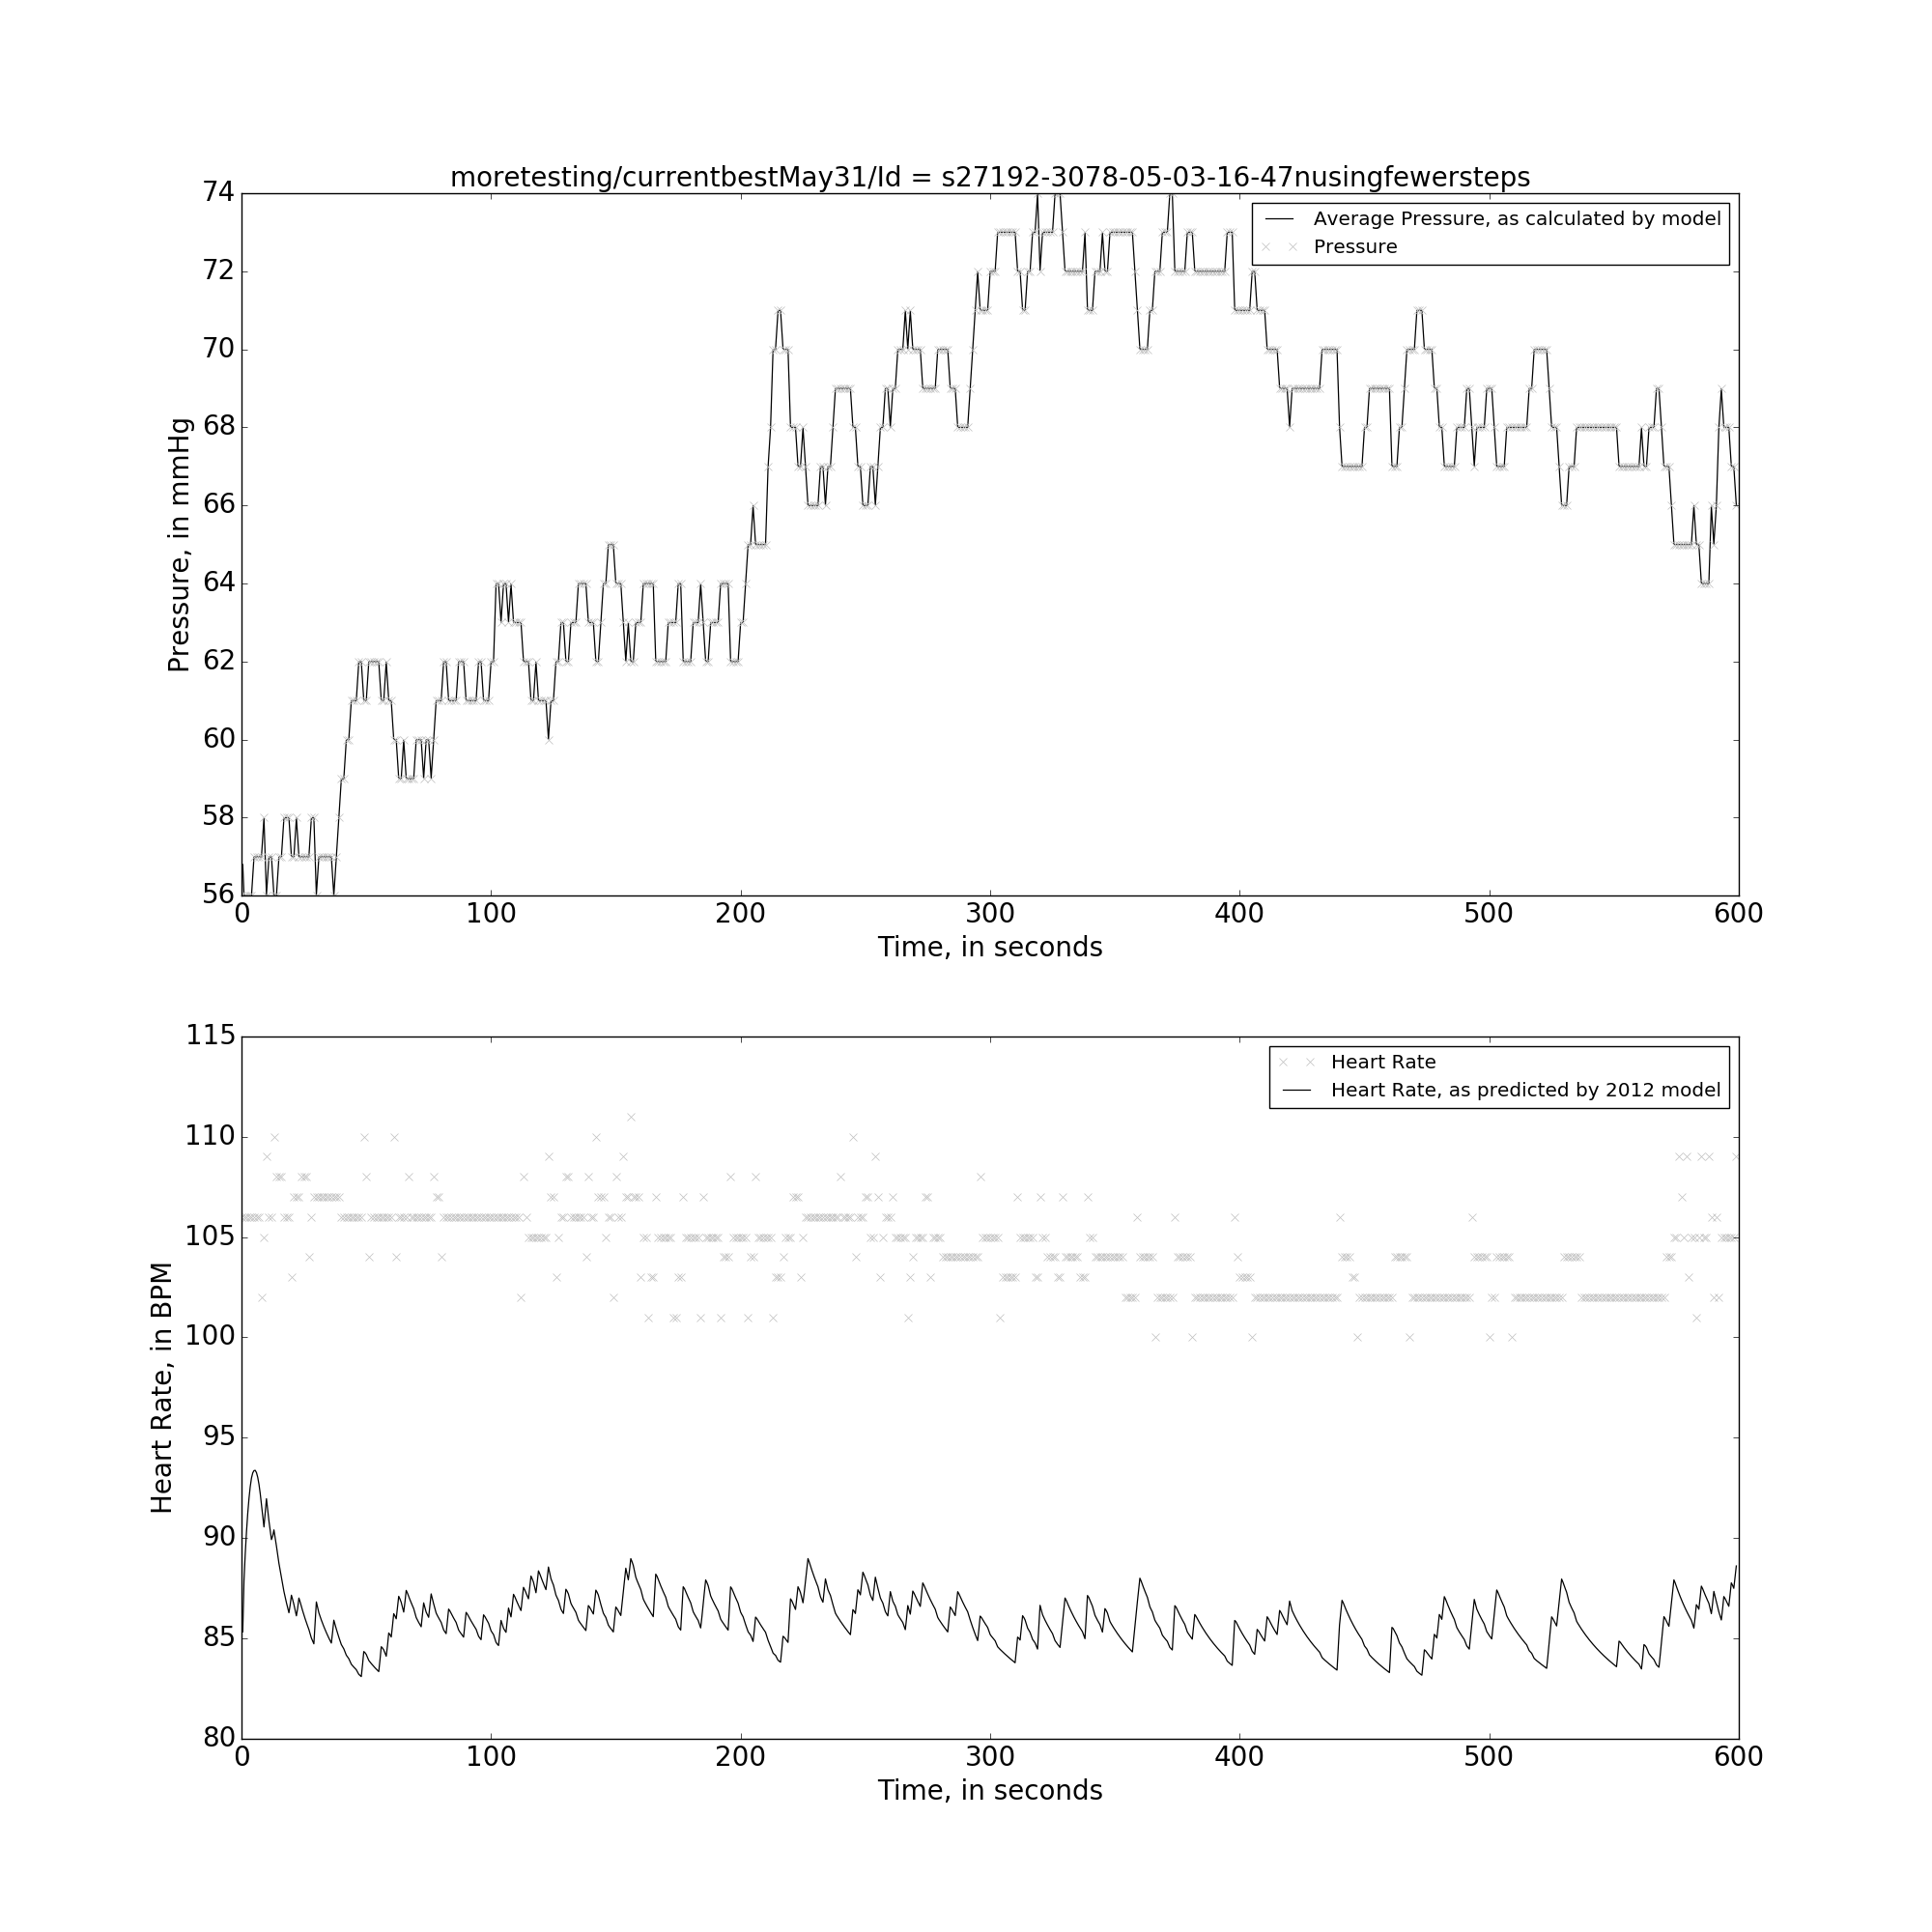 moretesting/currentbestMay31/Id = s27192-3078-05-03-16-47nusingfewersteps
74
72
70
68
66
64
62
60
58
56
Pressure, in mmHg
Average Pressure, as calculated by model
Pressure
0 100 200 300 400 500 600
Time, in seconds
115
110
105
100
95
90
85
80
Heart Rate, in BPM
Heart Rate
Heart Rate, as predicted by 2012 model
0 100 200 300 400 500 600
Time, in seconds